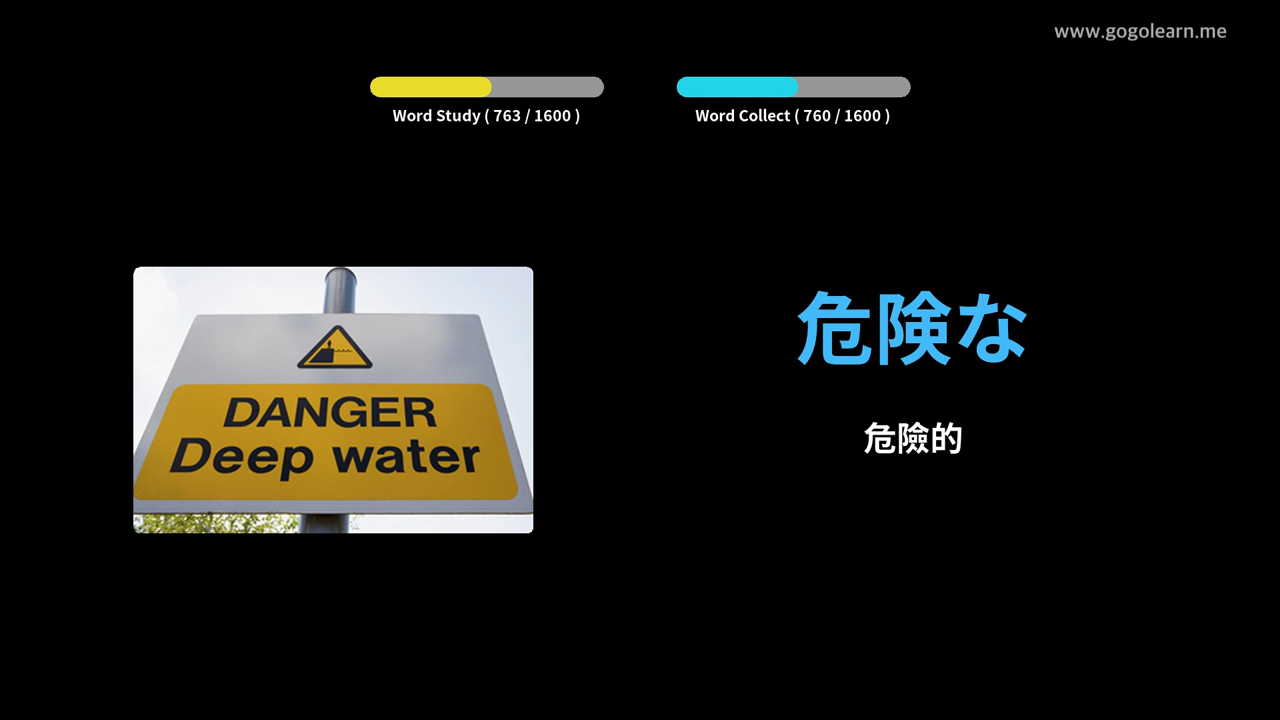 www.gogolearn.me
Word Study ( 763 / 1600 )
Word Collect ( 760 / 1600 )
DANGER
Deep water
危険な
危險的